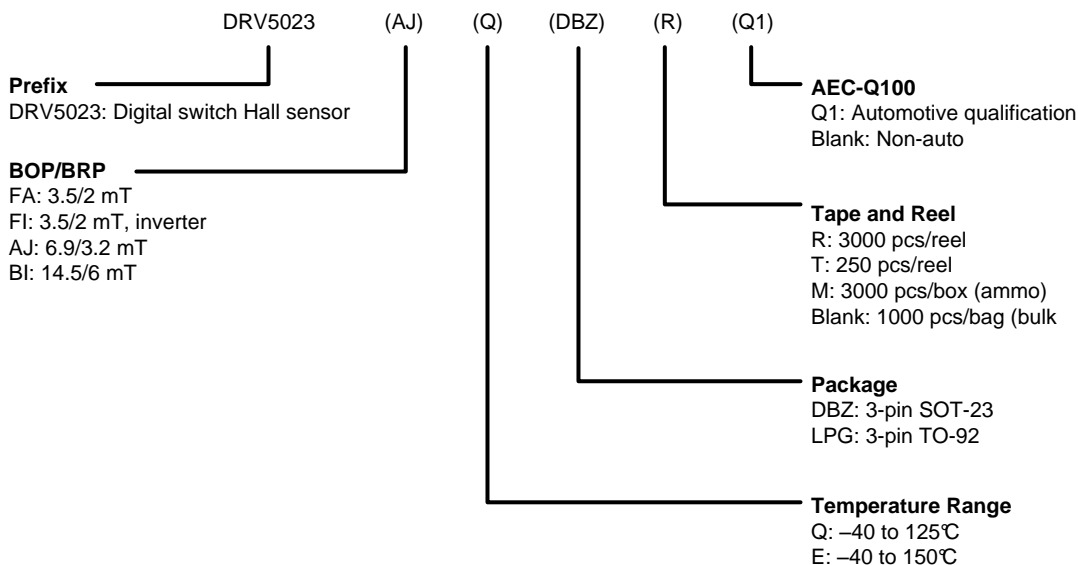 DRV5023 (AJ) (Q) (DBZ) (R) (Q1)
Prefix
DRV5023: Digital switch Hall sensor
BOP/BRP
FA: 3.5/2 mT
FI: 3.5/2 mT, inverter
AJ: 6.9/3.2 mT
BI: 14.5/6 mT
AEC-Q100
Q1: Automotive qualification
Blank: Non-auto
Tape and Reel
R: 3000 pcs/reel
T: 250 pcs/reel
M: 3000 pcs/box (ammo)
Blank: 1000 pcs/bag (bulk
Package
DBZ: 3-pin SOT-23
LPG: 3-pin TO-92
Temperature Range
Q: –40 to 125°C
E: –40 to 150°C